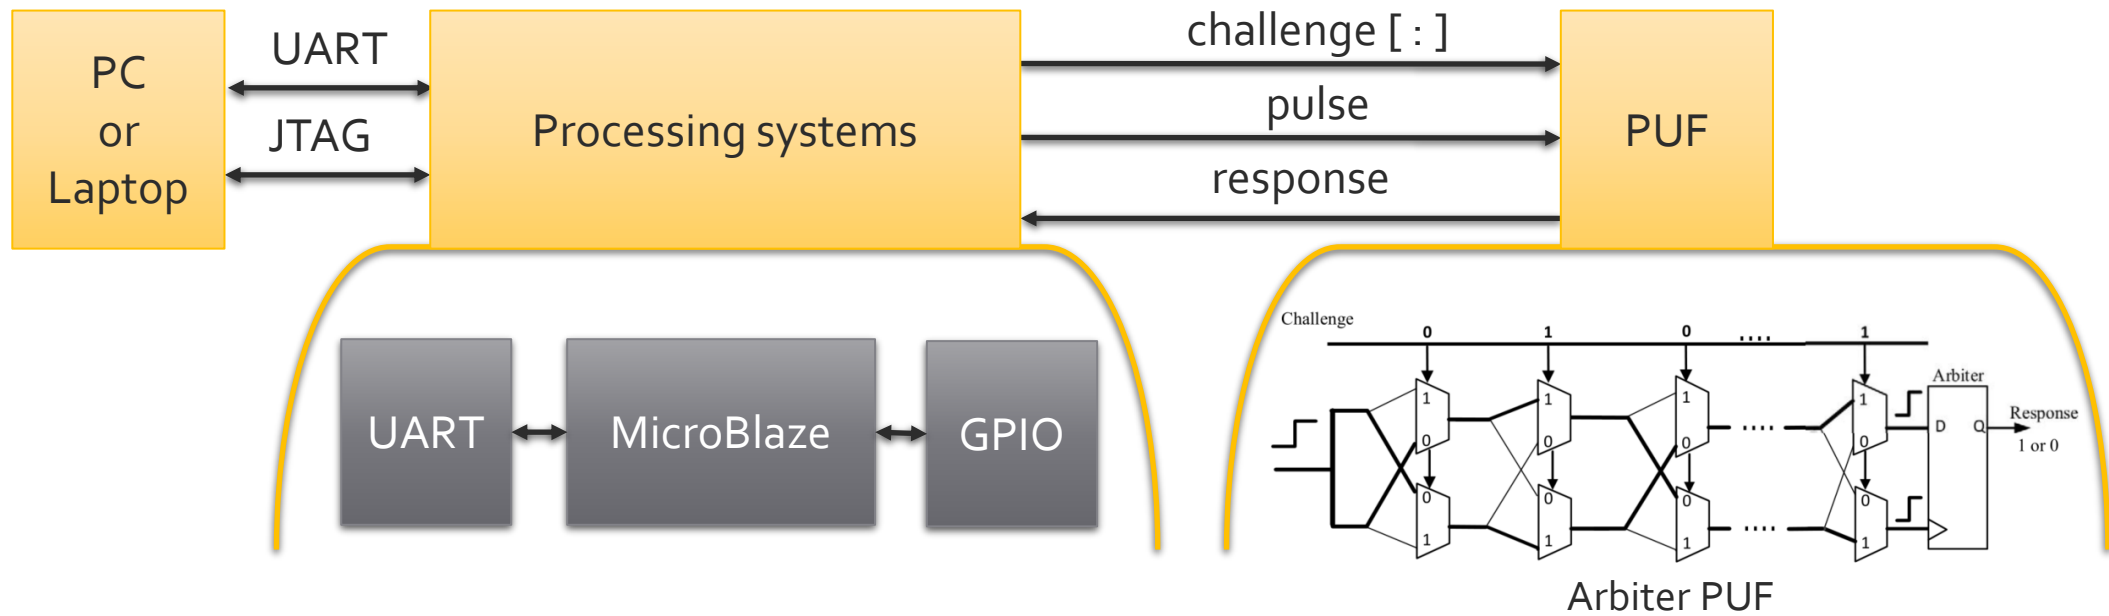 PC
or
Laptop
UART
JTAG
Processing systems
challenge [ : ]
pulse
response
PUF
UART
MicroBlaze
GPIO
Challenge
0 1 0 .... 1
1 1 1 1
0 0 0 0
0 0 0 0
1 1 1 1
.... ....
Arbiter
D Q
Response
1 or 0
Arbiter PUF